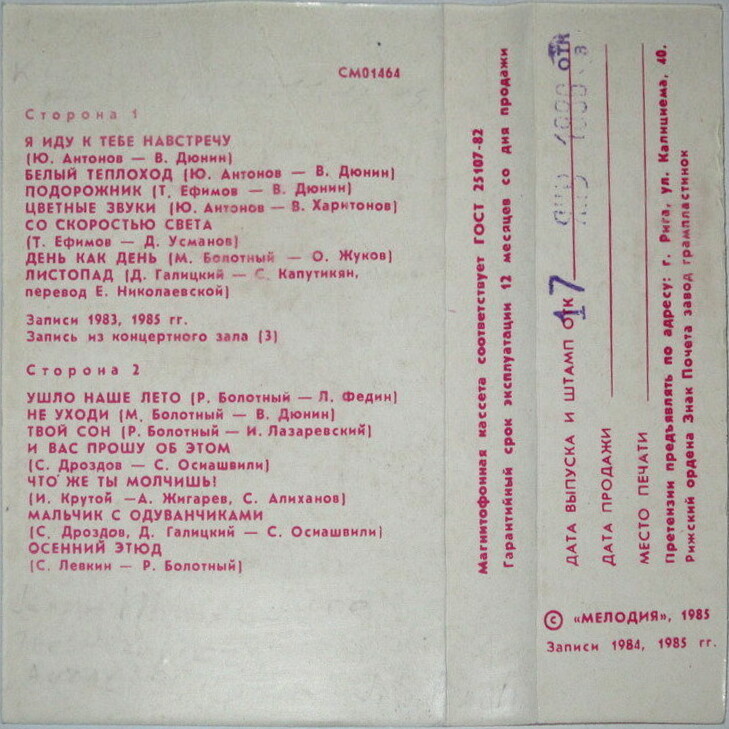 СМ01464
Сторона 1
Я ИДУ К ТЕБЕ НАВСТРЕЧУ
(Ю. Антонов — В. Дюнин)
БЕЛЫЙ ТЕПЛОХОД (Ю. Антонов — В. Дюнин)
ПОДОРОЖНИК (Т. Ефимов — В. Дюнин)
ЦВЕТНЫЕ ЗВУКИ (Ю. Антонов — В. Харитонов)
СО СКОРОСТЬЮ СВЕТА
(Т. Ефимов — Д. Усманов)
ДЕНЬ КАК ДЕНЬ (М. Болотный — О. Жуков)
ЛИСТОПАД (Д. Галицкий — С. Капутикян,
перевод Е. Николаевской)
Записи 1983, 1985 гг.
Запись из концертного зала (3)
Сторона 2
УШЛО НАШЕ ЛЕТО (Р. Болотный — Л. Федин)
НЕ УХОДИ (М. Болотный — В. Дюнин)
ТВОЙ СОН (Р. Болотный — И. Лазаревский)
И ВАС ПРОШУ ОБ ЭТОМ
(С. Дроздов — С. Осиашвили)
ЧТО ЖЕ ТЫ МОЛЧИШЬ!
(И. Крутой —А. Жигарев, С. Алиханов)
МАЛЬЧИК С ОДУВАНЧИКАМИ
(С. Дроздов, Д. Галицкий — С. Осиашвили)
ОСЕННИЙ ЭТЮД
(С. Левкин — Р. Болотный)
Магнитофонная кассета соответствует ГОСТ 25107-82
Гарантийный срок эксплуатации 12 месяцев со дня продажи
ДАТА ВЫПУСКА И ШТАМП ОТК 17 ОТК
ДАТА ПРОДАЖИ
МЕСТО ПЕЧАТИ
Претензии предъявлять по адресу: г. Рига, ул. Калнциема, 40.
Рижский ордена Знак Почета завод грампластинок
© «МЕЛОДИЯ», 1985
Записи 1984, 1985 гг.